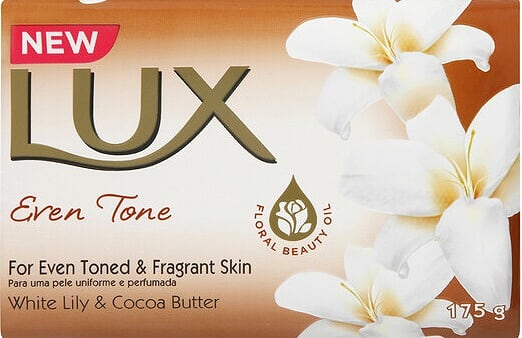 NEW
LUX
Even Tone
FLORAL BEAUTY OIL
For Even Toned & Fragrant Skin
Para uma pele uniforme e perfumada
White Lily & Cocoa Butter
175 g